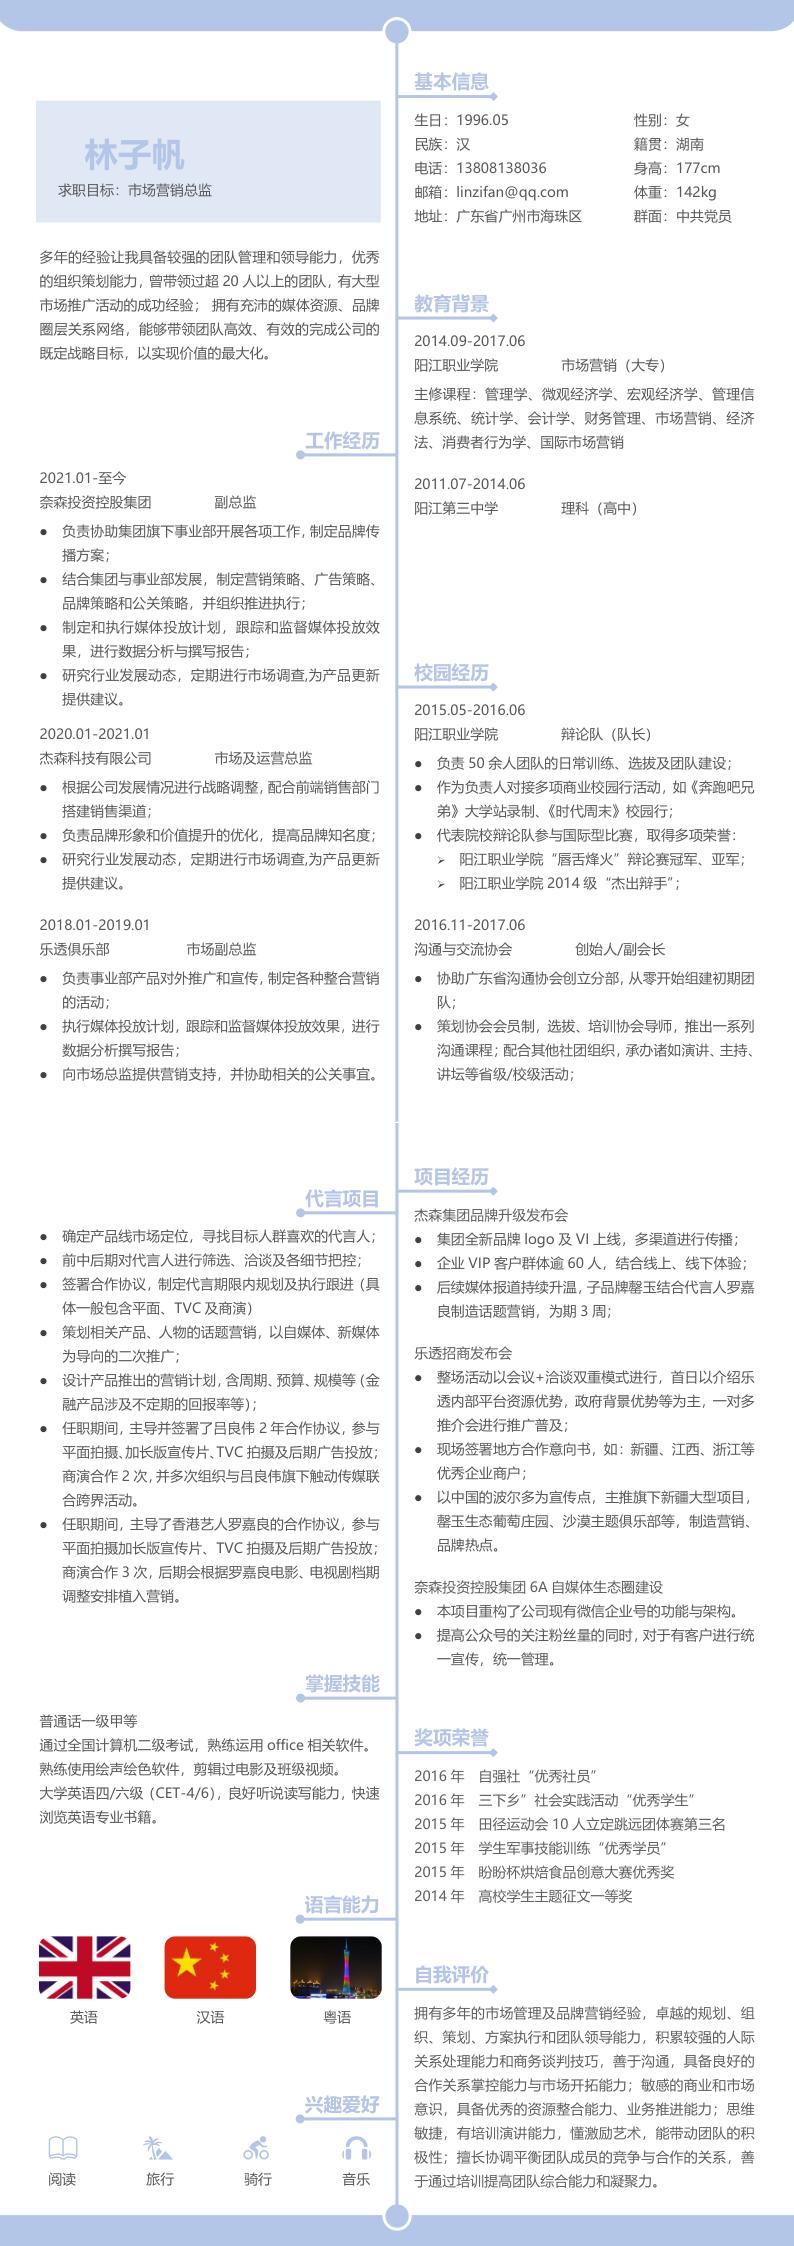 林子帆
求职目标：市场营销总监
多年的经验让我具备较强的团队管理和领导能力，优秀
的组织策划能力，曾带领过超 20 人以上的团队，有大型
市场推广活动的成功经验； 拥有充沛的媒体资源、品牌
圈层关系网络，能够带领团队高效、有效的完成公司的
既定战略目标，以实现价值的最大化。
工作经历
2021.01-至今
奈森投资控股集团 副总监
● 负责协助集团旗下事业部开展各项工作，制定品牌传
播方案；
● 结合集团与事业部发展，制定营销策略、广告策略、
品牌策略和公关策略，并组织推进执行；
● 制定和执行媒体投放计划，跟踪和监督媒体投放效
果，进行数据分析与撰写报告；
● 研究行业发展动态，定期进行市场调查,为产品更新
提供建议。
2020.01-2021.01
杰森科技有限公司 市场及运营总监
● 根据公司发展情况进行战略调整，配合前端销售部门
搭建销售渠道；
● 负责品牌形象和价值提升的优化，提高品牌知名度；
● 研究行业发展动态，定期进行市场调查,为产品更新
提供建议。
2018.01-2019.01
乐透俱乐部 市场副总监
● 负责事业部产品对外推广和宣传，制定各种整合营销
的活动；
● 执行媒体投放计划，跟踪和监督媒体投放效果，进行
数据分析撰写报告；
● 向市场总监提供营销支持，并协助相关的公关事宜。
代言项目
● 确定产品线市场定位，寻找目标人群喜欢的代言人；
● 前中后期对代言人进行筛选、洽谈及各细节把控；
● 签署合作协议，制定代言期限内规划及执行跟进（具
体一般包含平面、TVC 及商演）
● 策划相关产品、人物的话题营销，以自媒体、新媒体
为导向的二次推广；
● 设计产品推出的营销计划，含周期、预算、规模等（金
融产品涉及不定期的回报率等）；
● 任职期间，主导并签署了吕良伟 2 年合作协议，参与
平面拍摄、加长版宣传片、TVC 拍摄及后期广告投放；
商演合作 2 次，并多次组织与吕良伟旗下触动传媒联
合跨界活动。
● 任职期间，主导了香港艺人罗嘉良的合作协议，参与
平面拍摄加长版宣传片、TVC 拍摄及后期广告投放；
商演合作 3 次，后期会根据罗嘉良电影、电视剧档期
调整安排植入营销。
掌握技能
普通话一级甲等
通过全国计算机二级考试，熟练运用 office 相关软件。
熟练使用绘声绘色软件，剪辑过电影及班级视频。
大学英语四/六级（CET-4/6），良好听说读写能力，快速
浏览英语专业书籍。
语言能力
英语 汉语 粤语
兴趣爱好
阅读 旅行 骑行 音乐
基本信息
生日：1996.05 性别：女
民族：汉 籍贯：湖南
电话：13808138036 身高：177cm
邮箱：linzifan@qq.com 体重：142kg
地址：广东省广州市海珠区 群面：中共党员
教育背景
2014.09-2017.06
阳江职业学院 市场营销（大专）
主修课程：管理学、微观经济学、宏观经济学、管理信
息系统、统计学、会计学、财务管理、市场营销、经济
法、消费者行为学、国际市场营销
2011.07-2014.06
阳江第三中学 理科（高中）
校园经历
2015.05-2016.06
阳江职业学院 辩论队（队长）
● 负责 50 余人团队的日常训练、选拔及团队建设；
● 作为负责人对接多项商业校园行活动，如《奔跑吧兄
弟》大学站录制、《时代周末》校园行；
● 代表院校辩论队参与国际型比赛，取得多项荣誉：
➢ 阳江职业学院“唇舌烽火”辩论赛冠军、亚军；
➢ 阳江职业学院 2014 级“杰出辩手”；
2016.11-2017.06
沟通与交流协会 创始人/副会长
● 协助广东省沟通协会创立分部，从零开始组建初期团
队；
● 策划协会会员制，选拔、培训协会导师，推出一系列
沟通课程；配合其他社团组织，承办诸如演讲、主持、
讲坛等省级/校级活动；
项目经历
杰森集团品牌升级发布会
● 集团全新品牌 logo 及 VI 上线，多渠道进行传播；
● 企业 VIP 客户群体逾 60 人，结合线上、线下体验；
● 后续媒体报道持续升温，子品牌罄玉结合代言人罗嘉
良制造话题营销，为期 3 周；
乐透招商发布会
● 整场活动以会议+洽谈双重模式进行，首日以介绍乐
透内部平台资源优势，政府背景优势等为主，一对多
推介会进行推广普及；
● 现场签署地方合作意向书，如：新疆、江西、浙江等
优秀企业商户；
● 以中国的波尔多为宣传点，主推旗下新疆大型项目，
罄玉生态葡萄庄园、沙漠主题俱乐部等，制造营销、
品牌热点。
奈森投资控股集团 6A 自媒体生态圈建设
● 本项目重构了公司现有微信企业号的功能与架构。
● 提高公众号的关注粉丝量的同时，对于有客户进行统
一宣传，统一管理。
奖项荣誉
2016 年 自强社“优秀社员”
2016 年 三下乡”社会实践活动“优秀学生”
2015 年 田径运动会 10 人立定跳远团体赛第三名
2015 年 学生军事技能训练“优秀学员”
2015 年 盼盼杯烘焙食品创意大赛优秀奖
2014 年 高校学生主题征文一等奖
自我评价
拥有多年的市场管理及品牌营销经验，卓越的规划、组
织、策划、方案执行和团队领导能力，积累较强的人际
关系处理能力和商务谈判技巧，善于沟通，具备良好的
合作关系掌控能力与市场开拓能力；敏感的商业和市场
意识，具备优秀的资源整合能力、业务推进能力；思维
敏捷，有培训演讲能力，懂激励艺术，能带动团队的积
极性；擅长协调平衡团队成员的竞争与合作的关系，善
于通过培训提高团队综合能力和凝聚力。